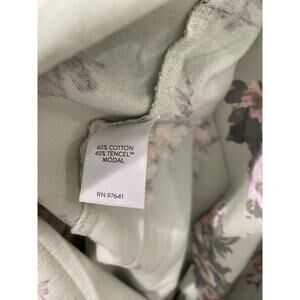 60% COTTON
40% TENCEL™
MODAL
RN 97641